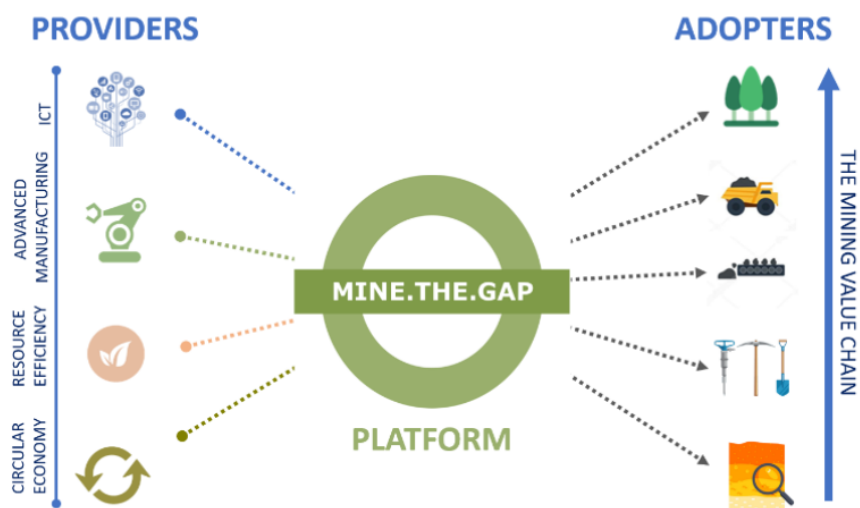 PROVIDERS
ADOPTERS
ICT
ADVANCED
MANUFACTURING
RESOURCE
EFFICIENCY
CIRCULAR
ECONOMY
MINE.THE.GAP
PLATFORM
THE MINING VALUE CHAIN